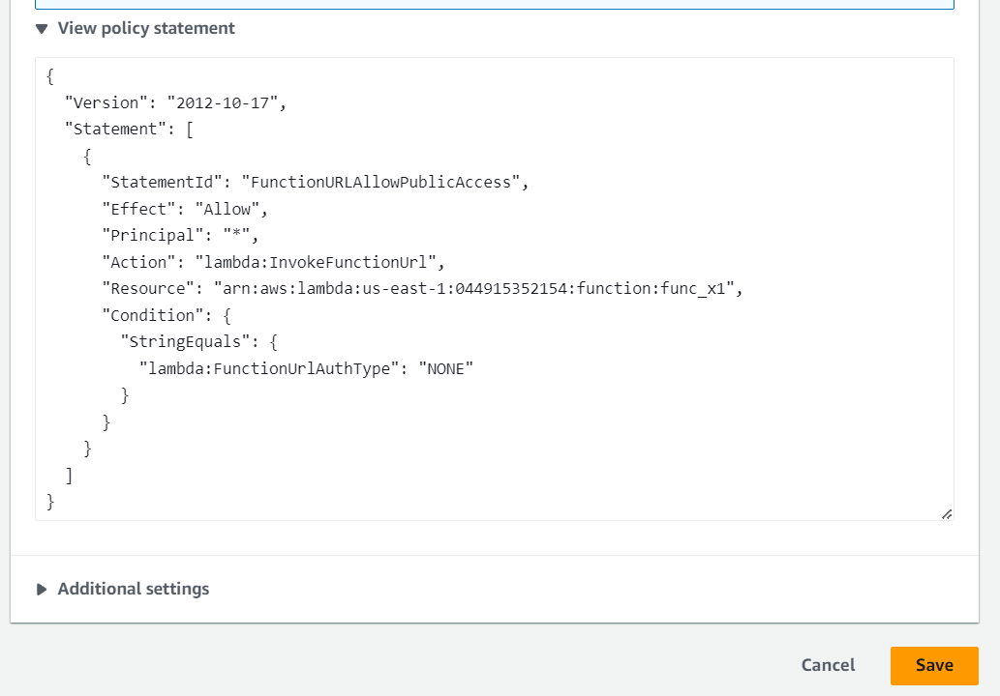 View policy statement
{
  "Version": "2012-10-17",
  "Statement": [
    {
      "StatementId": "FunctionURLAllowPublicAccess",
      "Effect": "Allow",
      "Principal": "*",
      "Action": "lambda:InvokeFunctionUrl",
      "Resource": "arn:aws:lambda:us-east-1:044915352154:function:func_x1",
      "Condition": {
        "StringEquals": {
          "lambda:FunctionUrlAuthType": "NONE"
        }
      }
    }
  ]
}
Additional settings
Cancel Save